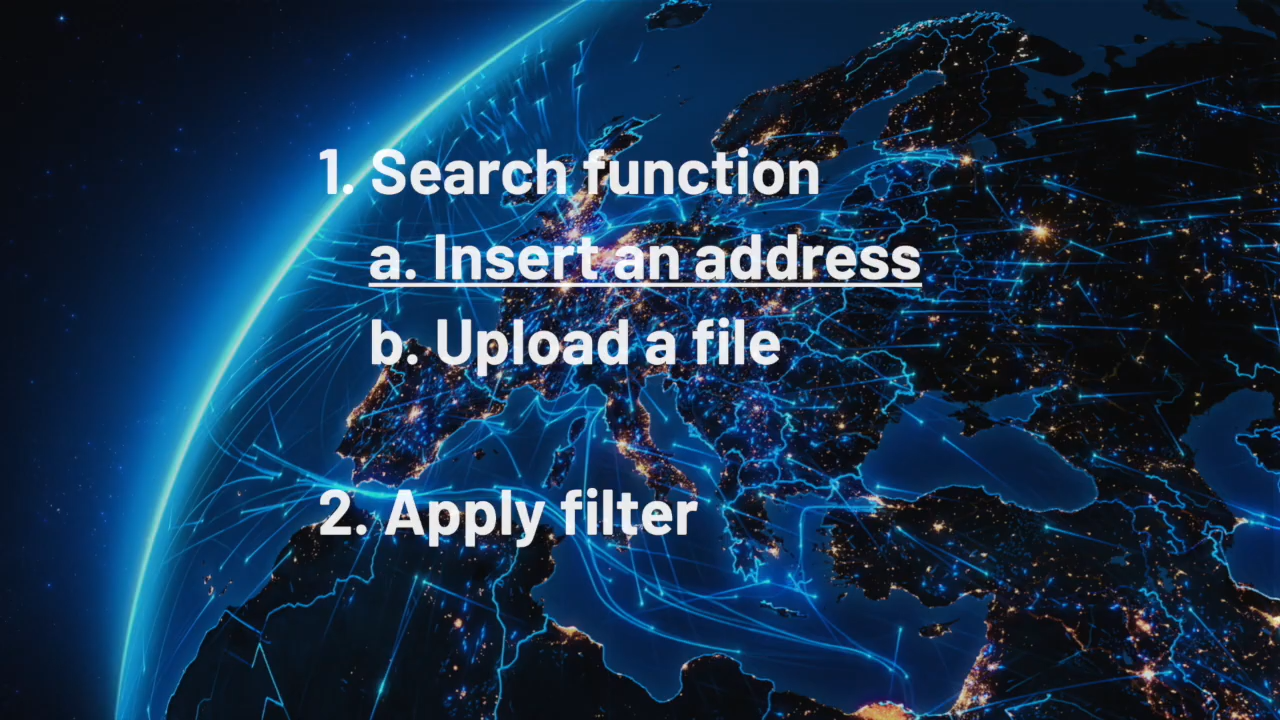 1. Search function
a. Insert an address
b. Upload a file
2. Apply filter